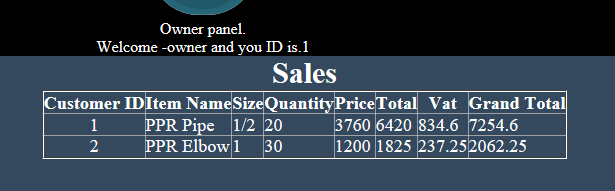 Owner panel.
Welcome -owner and you ID is.1
Sales
Customer ID Item Name Size Quantity Price Total Vat Grand Total
1 PPR Pipe 1/2 20 3760 6420 834.6 7254.6
2 PPR Elbow 1 30 1200 1825 237.25 2062.25